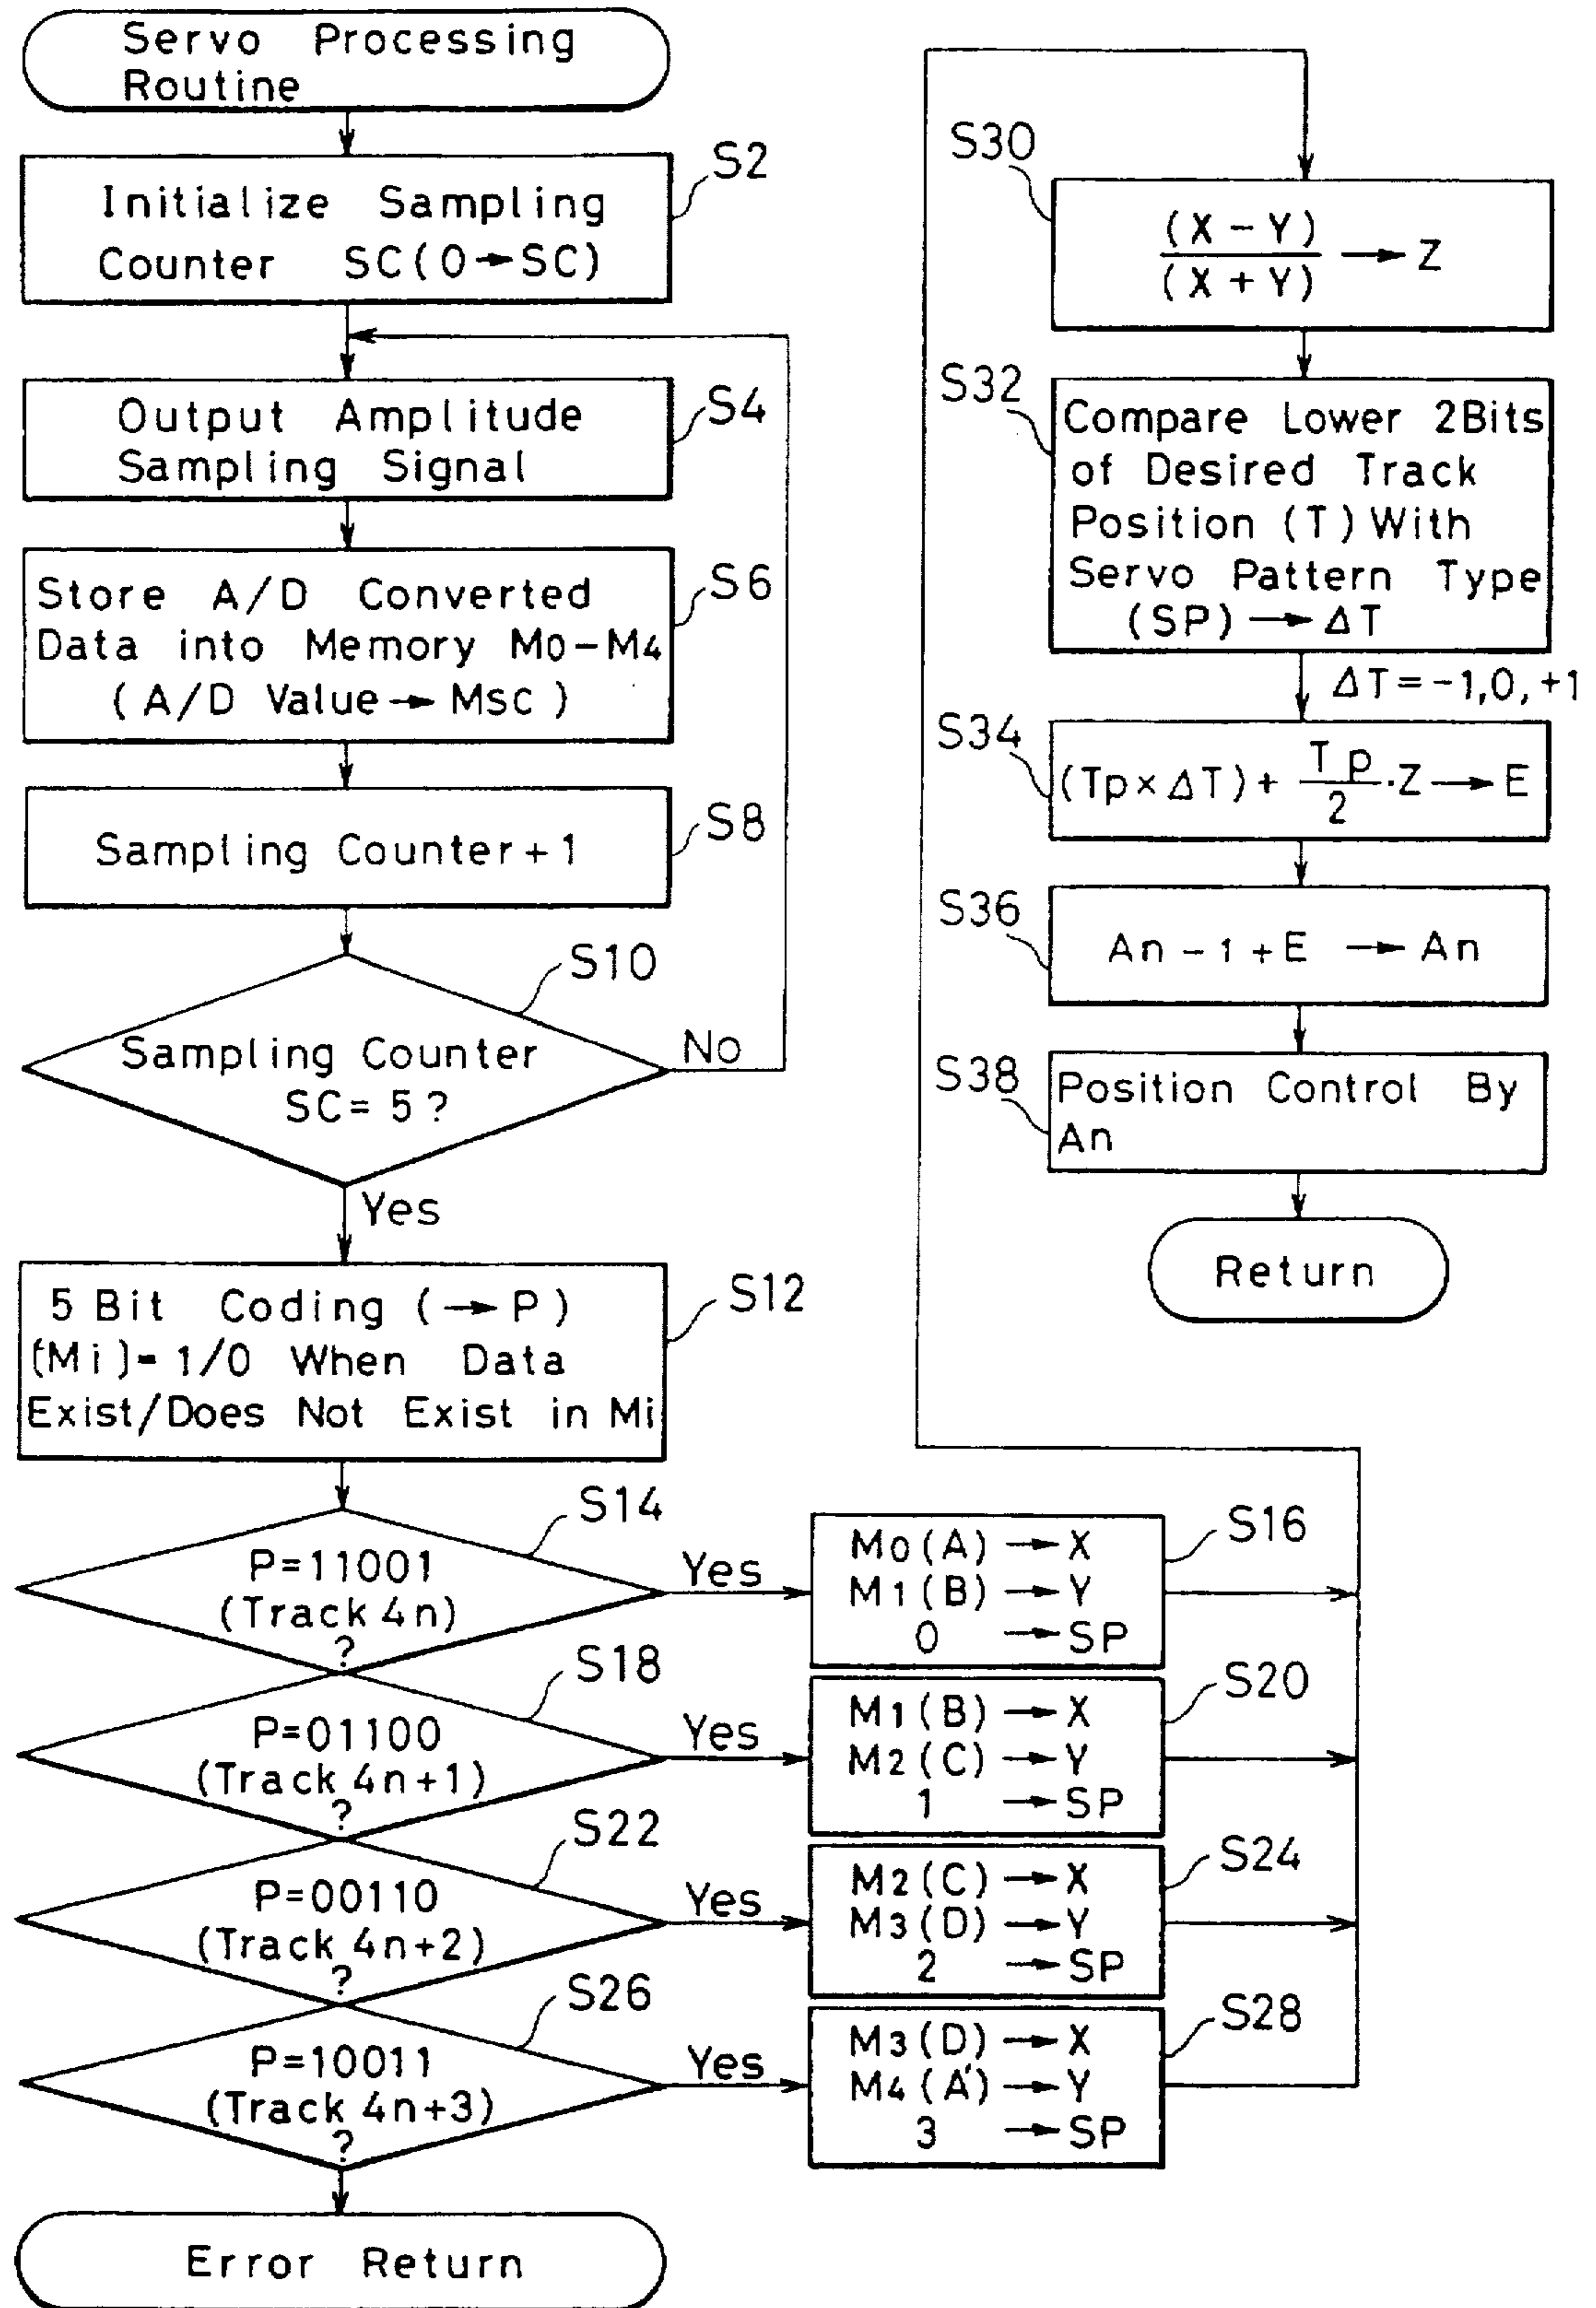 Servo Processing
Routine
S2
Initialize Sampling
Counter SC(0→SC)
S4
Output Amplitude
Sampling Signal
S6
Store A/D Converted
Data into Memory M0-M4
(A/D Value → MSC)
S8
Sampling Counter+1
S10
Sampling Counter
SC=5?
No
Yes
S12
5 Bit Coding (→P)
(Mi)=1/0 When Data
Exist/Does Not Exist in Mi
S14
P=11001
(Track 4n)
?
Yes
S16
M0(A)→X
M1(B)→Y
0 →SP
S18
P=01100
(Track 4n+1)
?
Yes
S20
M1(B)→X
M2(C)→Y
1 →SP
S22
P=00110
(Track 4n+2)
?
Yes
S24
M2(C)→X
M3(D)→Y
2 →SP
S26
P=10011
(Track 4n+3)
?
Yes
S28
M3(D)→X
M4(A')→Y
3 →SP
Error Return
S30
(X-Y)
(X+Y) →Z
S32
Compare Lower 2Bits
of Desired Track
Position (T) With
Servo Pattern Type
(SP)→ΔT
ΔT=-1,0,+1
S34
(Tp×ΔT)+ Tp/2 ·Z→E
S36
An-1+E →An
S38
Position Control By
An
Return